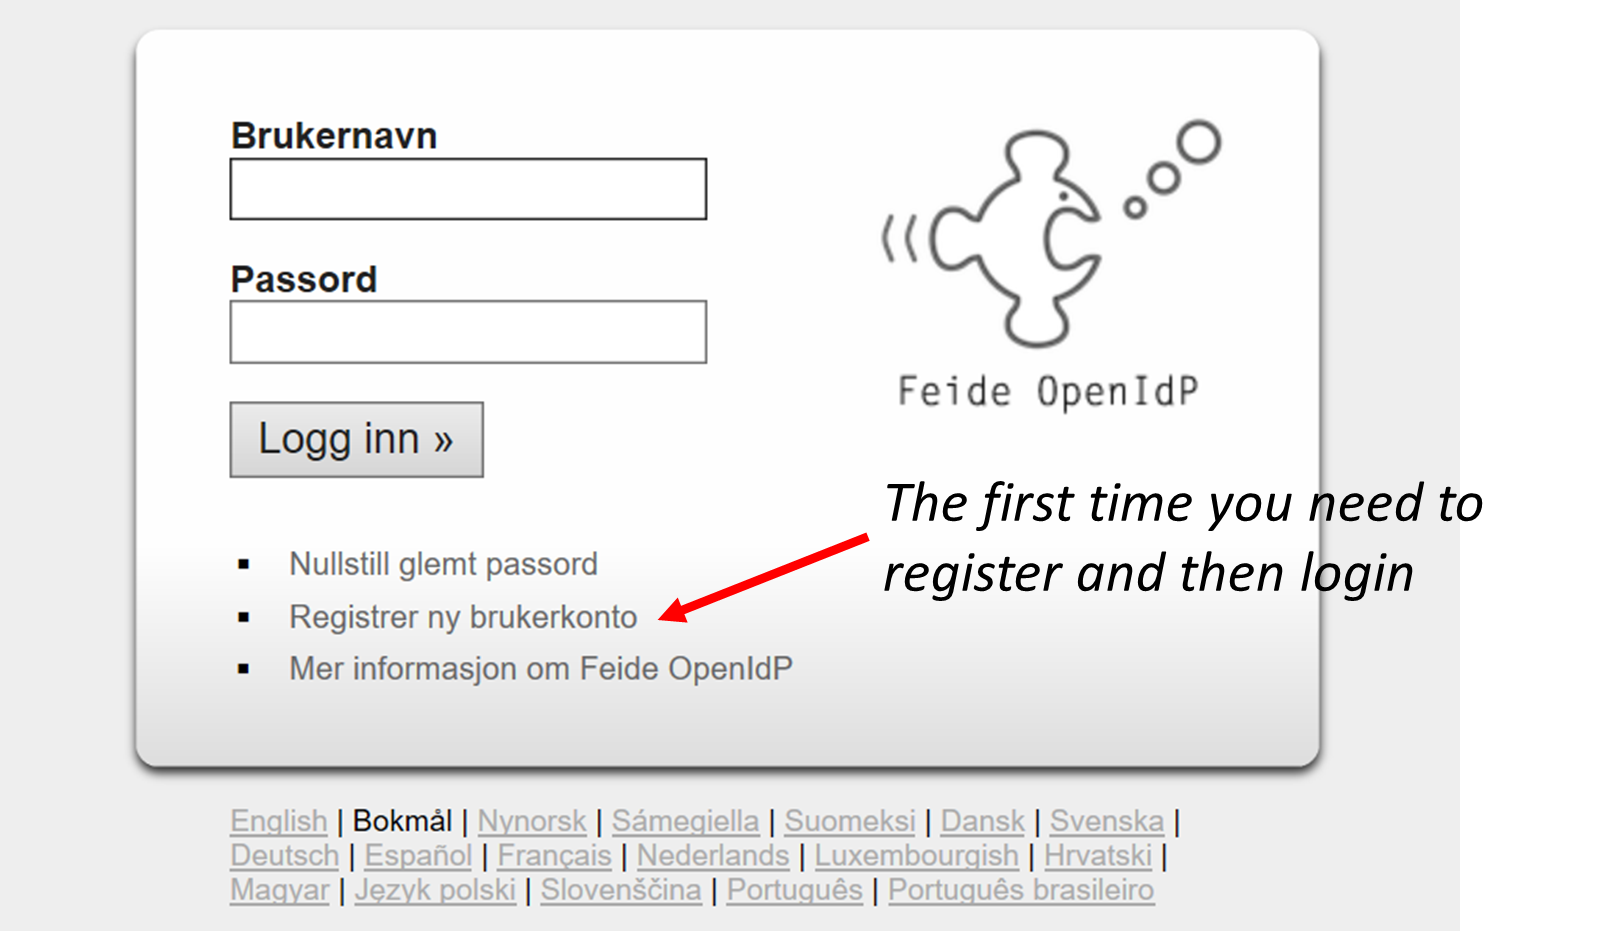 Brukernavn
Passord
Feide OpenIdP
Logg inn »
The first time you need to
register and then login
Nullstill glemt passord
Registrer ny brukerkonto
Mer informasjon om Feide OpenIdP
English | Bokmål | Nynorsk | Sámegiella | Suomeksi | Dansk | Svenska |
Deutsch | Español | Français | Nederlands | Luxembourgish | Hrvatski |
Magyar | Język polski | Slovenščina | Português | Português brasileiro